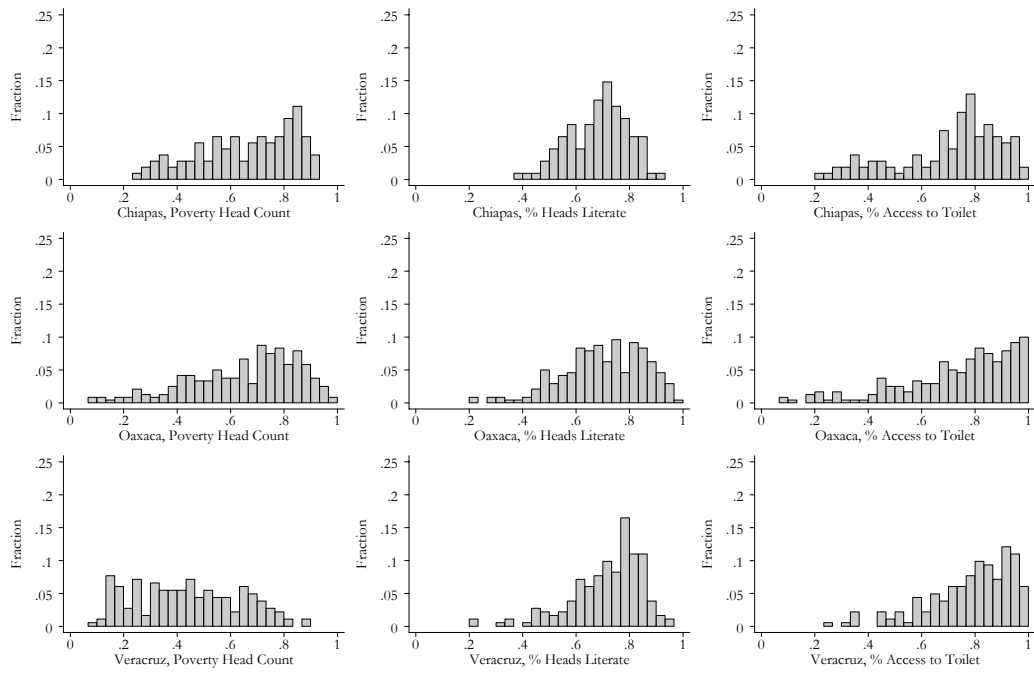 .25 .25 .25
.2 .2 .2
.15 .15 .15
Fraction Fraction Fraction
.1 .1 .1
.05 .05 .05
0 0 0
0 .2 .4 .6 .8 1 0 .2 .4 .6 .8 1 0 .2 .4 .6 .8 1
Chiapas, Poverty Head Count Chiapas, % Heads Literate Chiapas, % Access to Toilet
.25 .25 .25
.2 .2 .2
.15 .15 .15
Fraction Fraction Fraction
.1 .1 .1
.05 .05 .05
0 0 0
0 .2 .4 .6 .8 1 0 .2 .4 .6 .8 1 0 .2 .4 .6 .8 1
Oaxaca, Poverty Head Count Oaxaca, % Heads Literate Oaxaca, % Access to Toilet
.25 .25 .25
.2 .2 .2
.15 .15 .15
Fraction Fraction Fraction
.1 .1 .1
.05 .05 .05
0 0 0
0 .2 .4 .6 .8 1 0 .2 .4 .6 .8 1 0 .2 .4 .6 .8 1
Veracruz, Poverty Head Count Veracruz, % Heads Literate Veracruz, % Access to Toilet